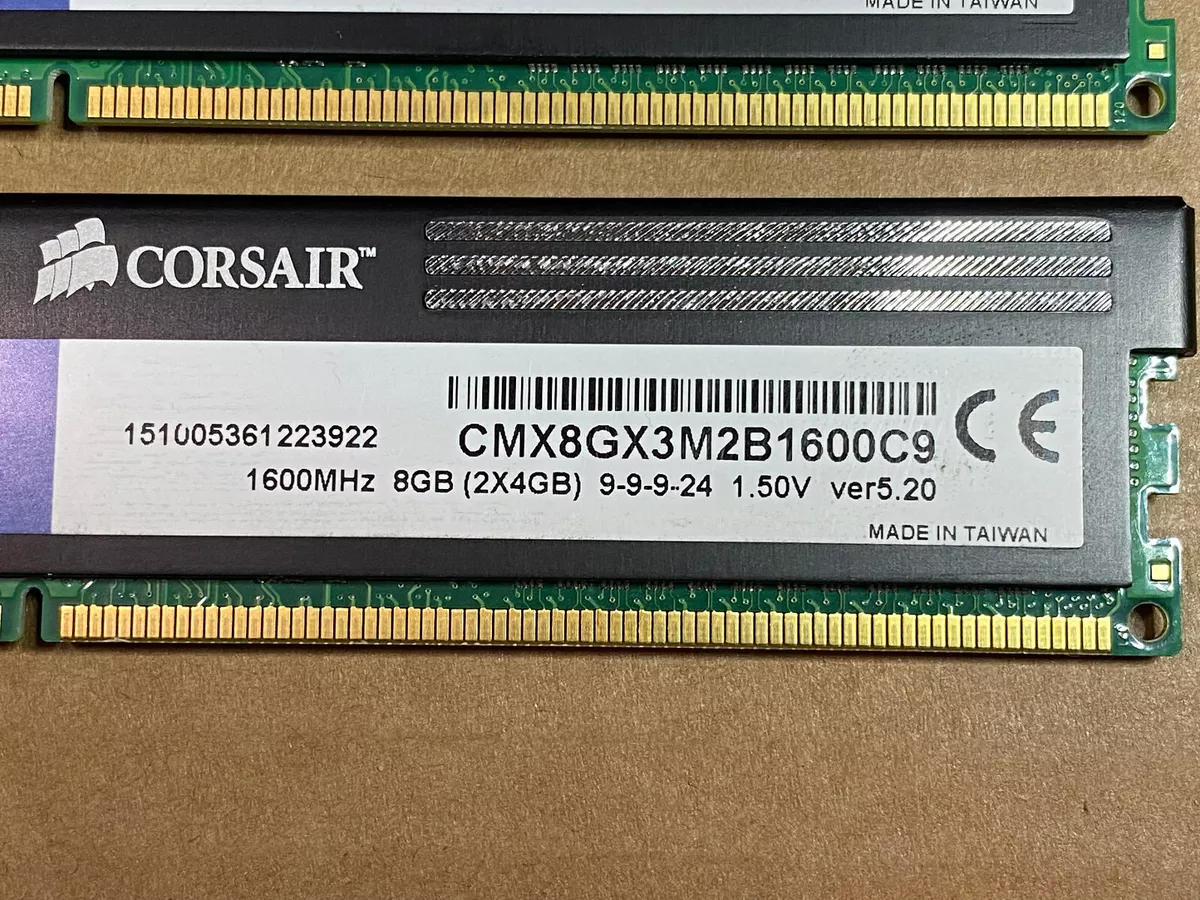 MADE IN TAIWAN
120
CORSAIR™
151005361223922
CMX8GX3M2B1600C9
CE
1600MHz 8GB (2X4GB) 9-9-9-24 1.50V ver5.20
MADE IN TAIWAN